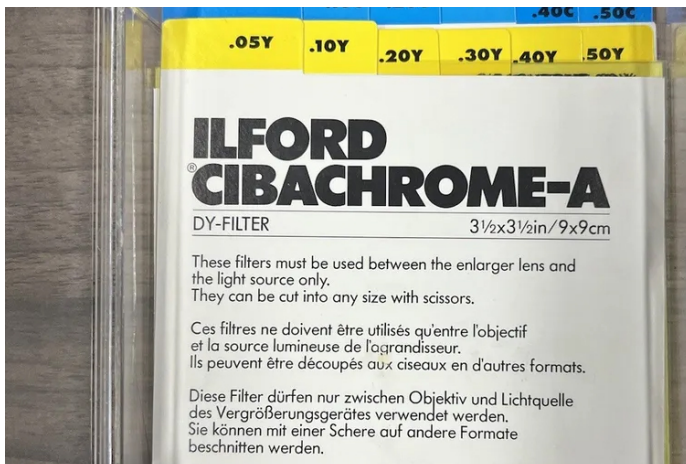 .40C .50C
.05Y .10Y .20Y .30Y .40Y .50Y
ILFORD
®CIBACHROME-A
DY-FILTER 3½x3½in/9x9cm
These filters must be used between the enlarger lens and
the light source only.
They can be cut into any size with scissors.
Ces filtres ne doivent être utilisés qu'entre l'objectif
et la source lumineuse de l'agrandisseur.
Ils peuvent être découpés aux ciseaux en d'autres formats.
Diese Filter dürfen nur zwischen Objektiv und Lichtquelle
des Vergrößerungsgerätes verwendet werden.
Sie können mit einer Schere auf andere Formate
beschnitten werden.